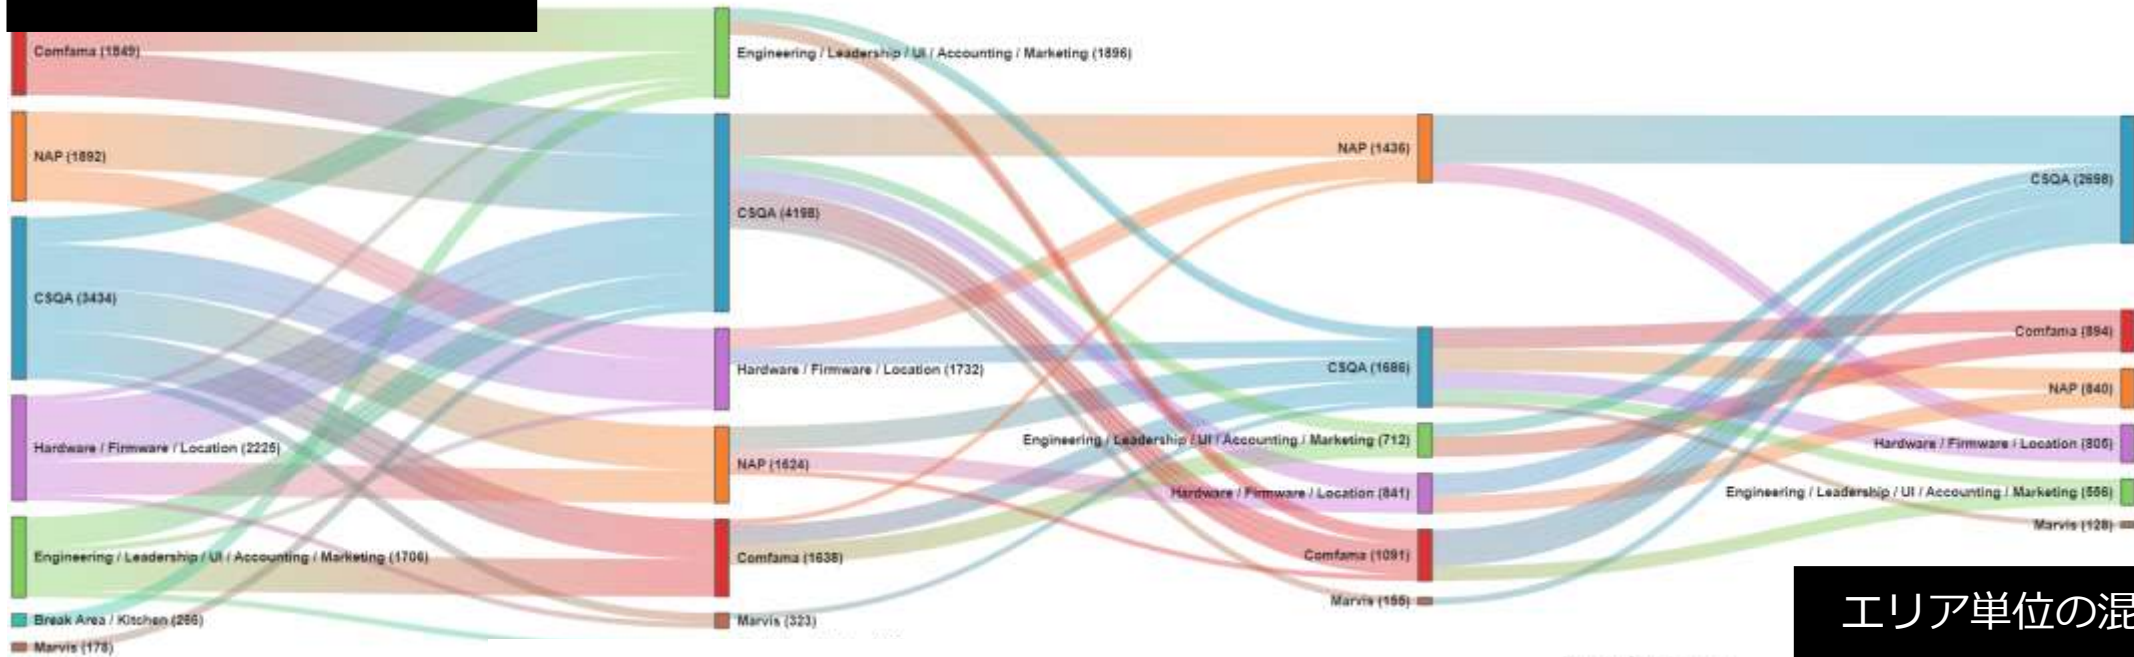 Comfama (1849)
NAP (1892)
CSQA (3434)
Hardware / Firmware / Location (2225)
Engineering / Leadership / UI / Accounting / Marketing (1706)
Break Area / Kitchen (266)
Marvis (178)
Engineering / Leadership / UI / Accounting / Marketing (1896)
CSQA (4198)
Hardware / Firmware / Location (1732)
NAP (1624)
Comfama (1638)
Marvis (323)
NAP (1436)
CSQA (1686)
Engineering / Leadership / UI / Accounting / Marketing (712)
Hardware / Firmware / Location (841)
Comfama (1091)
Marvis (155)
CSQA (2698)
Comfama (894)
NAP (840)
Hardware / Firmware / Location (805)
Engineering / Leadership / UI / Accounting / Marketing (556)
Marvis (128)
エリア単位の混